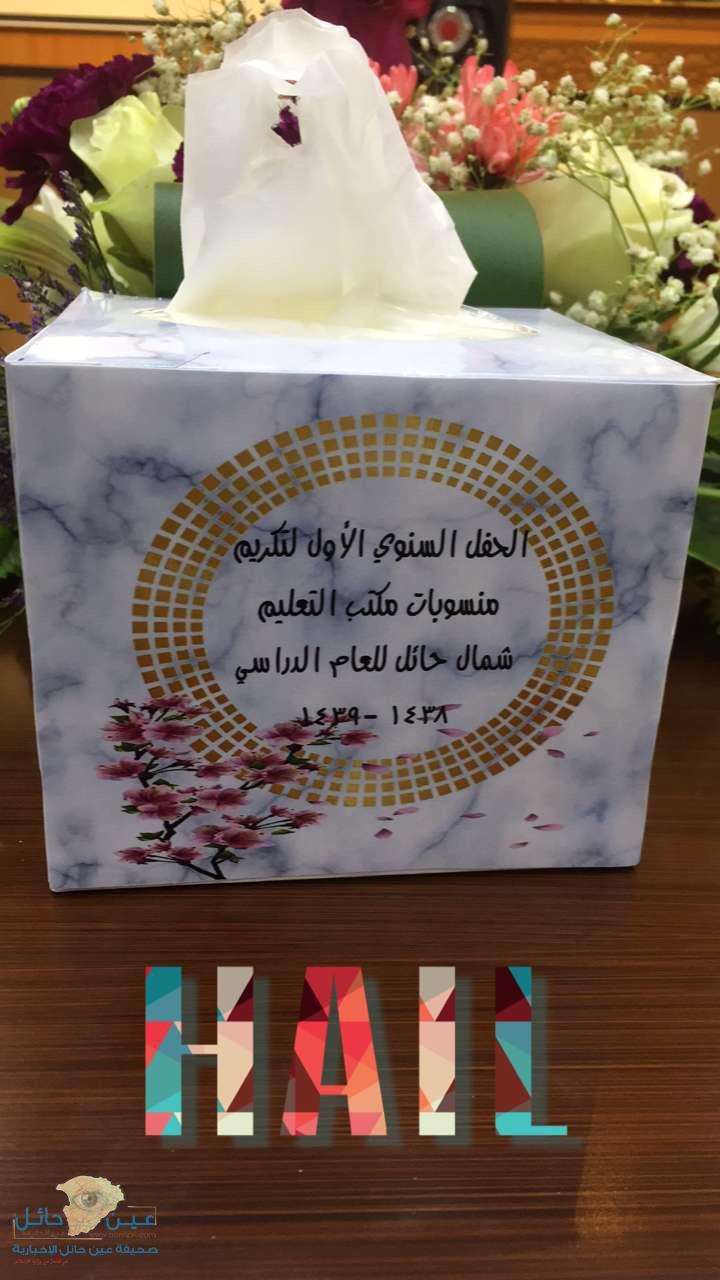 الحفل السنوي الأول لتكريم
منسوبات مكتب التعليم
شمال حائل للعام الدراسي
١٤٣٨ - ١٤٣٩
HAIL
عين حائل
صحيفة عين حائل الإخبارية